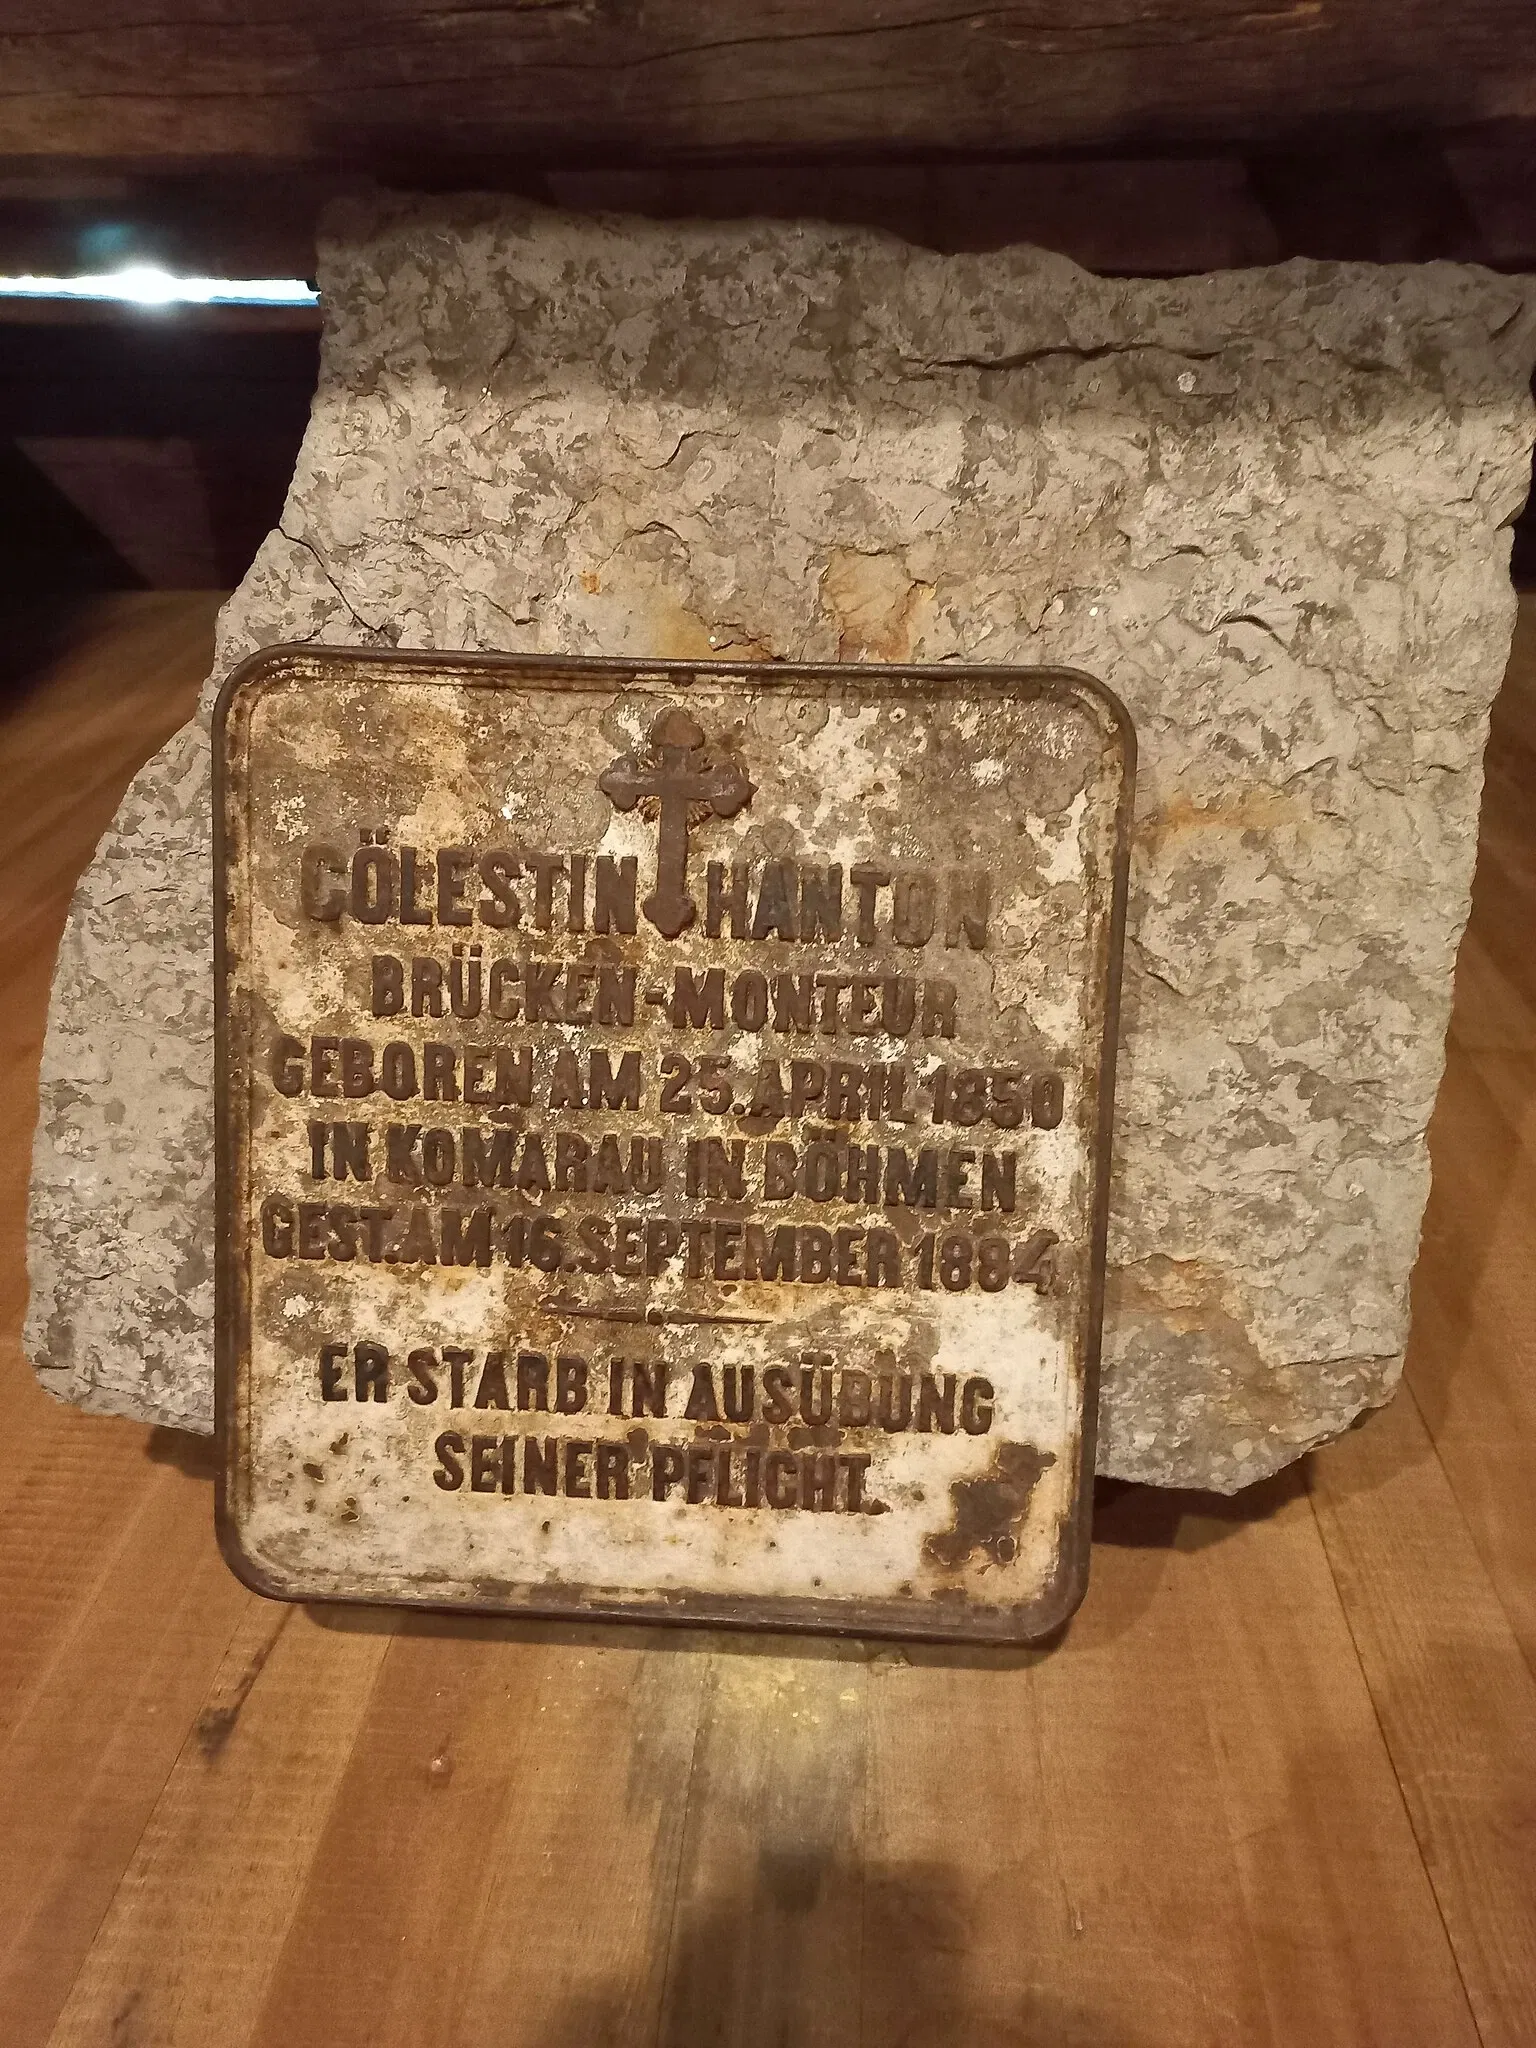 CÖLESTIN HANTON
BRÜCKEN-MONTEUR
GEBOREN AM 25. APRIL 1850
IN KOMARAU IN BÖHMEN
GEST. AM 16. SEPTEMBER 1884
ER STARB IN AUSÜBUNG
SEINER PFLICHT.